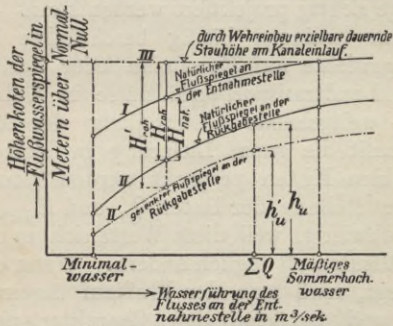 Höhenkoten der
Flußwasserspiegel in
Metern über Normal-
Null
durch Wehreinbau erzielbare dauernde
Stauhöhe am Kanaleinlauf.
III
Natürlicher
Flußspiegel an
der Entnahmestelle
I
H'roh
Hroh
Hnat.
Natürlicher
Flußspiegel an der
Rückgabestelle
II
II'
gesenkter Flußspiegel an der
Rückgabestelle
h'u
hu
Minimal-
wasser
ΣQ
Mäßiges
Sommerhoch-
wasser
Wasserführung des
Flusses an der Ent-
nahmestelle in m³/sek.